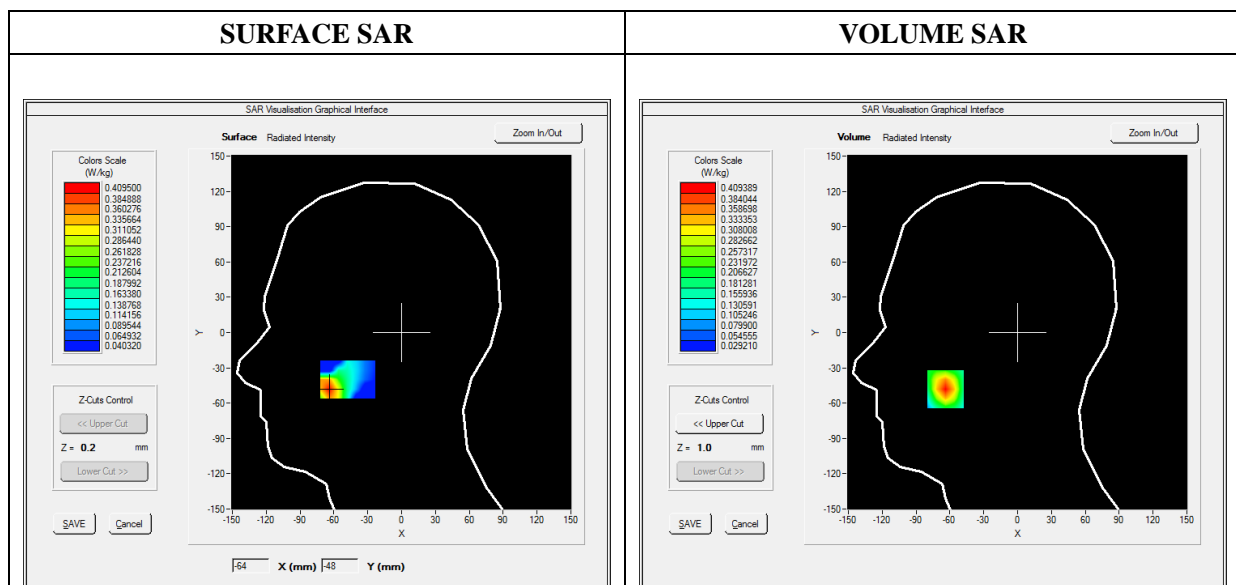 SURFACE SAR
VOLUME SAR
SAR Visualisation Graphical Interface
Surface Radiated Intensity
Zoom In/Out
Colors Scale
(W/kg)
0.409500
0.384888
0.360276
0.335664
0.311052
0.286440
0.261828
0.237216
0.212604
0.187992
0.163380
0.138768
0.114156
0.089544
0.064932
0.040320
150
120
90
60
30
0
-30
-60
-90
-120
-150
Y
-150 -120 -90 -60 -30 0 30 60 90 120 150
X
Z-Cuts Control
<< Upper Cut
Z = 0.2 mm
Lower Cut >>
SAVE Cancel
-64 X (mm) -48 Y (mm)
SAR Visualisation Graphical Interface
Volume Radiated Intensity
Zoom In/Out
Colors Scale
(W/kg)
0.409389
0.384044
0.358698
0.333353
0.308008
0.282662
0.257317
0.231972
0.206627
0.181281
0.155936
0.130591
0.105246
0.079900
0.054555
0.029210
150
120
90
60
30
0
-30
-60
-90
-120
-150
Y
-150 -120 -90 -60 -30 0 30 60 90 120 150
X
Z-Cuts Control
<< Upper Cut
Z = 1.0 mm
Lower Cut >>
SAVE Cancel